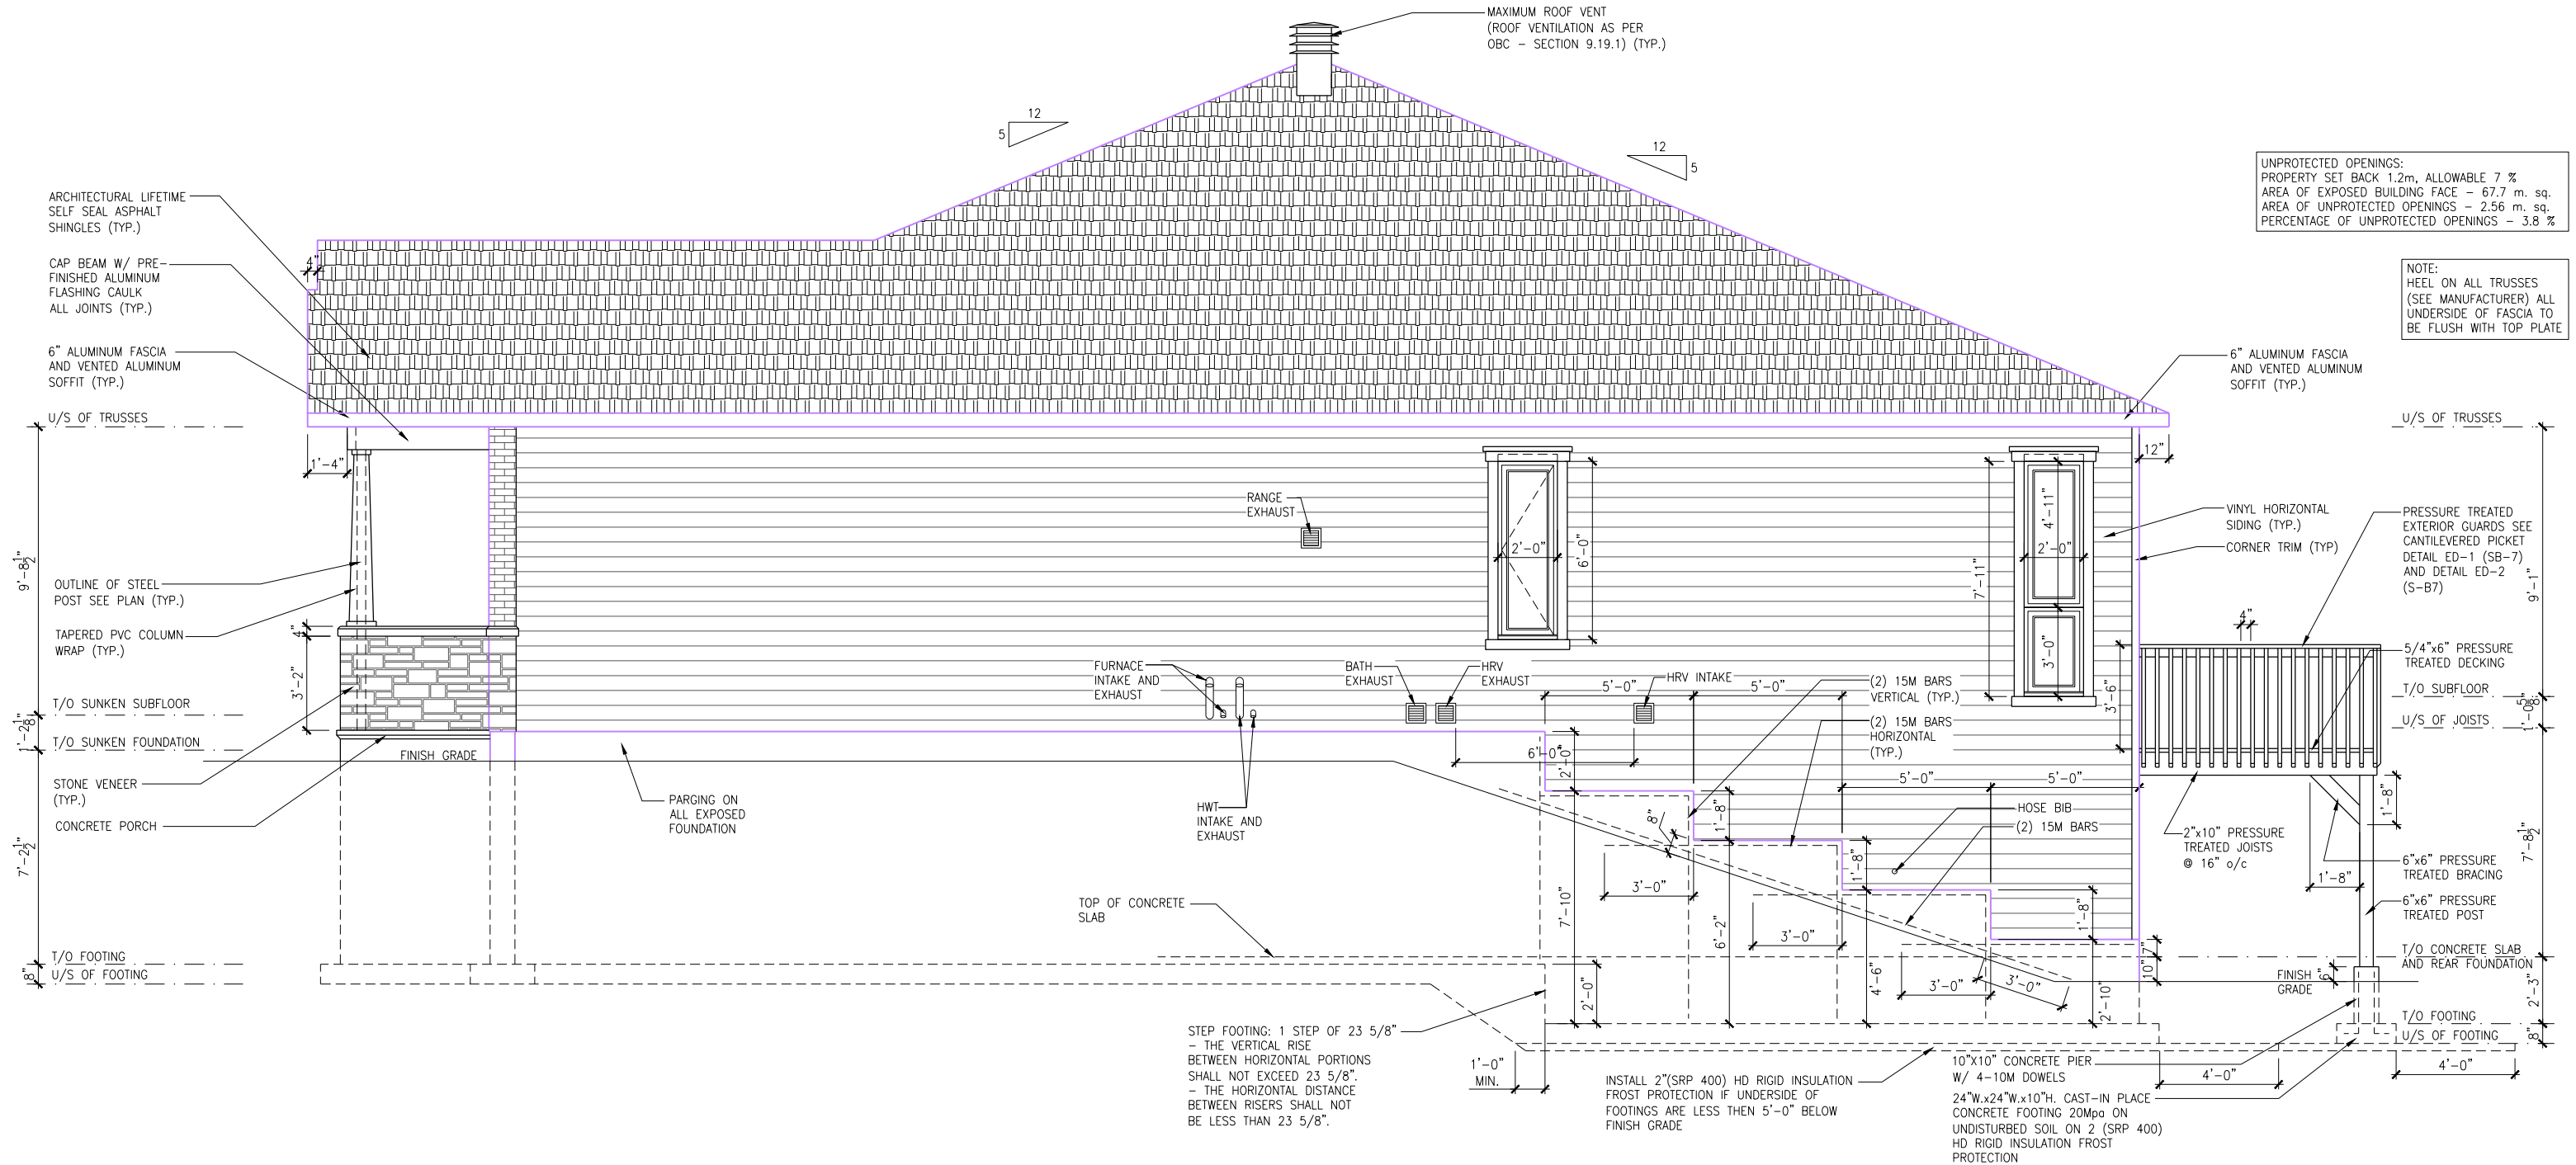 MAXIMUM ROOF VENT
(ROOF VENTILATION AS PER
OBC - SECTION 9.19.1) (TYP.)
12
5
12
5
UNPROTECTED OPENINGS:
PROPERTY SET BACK 1.2m, ALLOWABLE 7 %
AREA OF EXPOSED BUILDING FACE - 67.7 m. sq.
AREA OF UNPROTECTED OPENINGS - 2.56 m. sq.
PERCENTAGE OF UNPROTECTED OPENINGS - 3.8 %
NOTE:
HEEL ON ALL TRUSSES
(SEE MANUFACTURER) ALL
UNDERSIDE OF FASCIA TO
BE FLUSH WITH TOP PLATE
ARCHITECTURAL LIFETIME
SELF SEAL ASPHALT
SHINGLES (TYP.)
CAP BEAM W/ PRE-
FINISHED ALUMINUM
FLASHING CAULK
ALL JOINTS (TYP.)
4"
6" ALUMINUM FASCIA
AND VENTED ALUMINUM
SOFFIT (TYP.)
U/S OF TRUSSES
1'-4"
9'-8 1/2"
OUTLINE OF STEEL
POST SEE PLAN (TYP.)
TAPERED PVC COLUMN
WRAP (TYP.)
4"
3'-2"
T/O SUNKEN SUBFLOOR
1'-2 1/8"
T/O SUNKEN FOUNDATION
FINISH GRADE
STONE VENEER
(TYP.)
CONCRETE PORCH
7'-2 1/2"
T/O FOOTING
U/S OF FOOTING
8"
PARGING ON
ALL EXPOSED
FOUNDATION
RANGE
EXHAUST
FURNACE
INTAKE AND
EXHAUST
HWT
INTAKE AND
EXHAUST
BATH
EXHAUST
HRV
EXHAUST
HRV INTAKE
2'-0"
6'-0"
7'-11"
4'-11"
2'-0"
3'-0"
12"
6" ALUMINUM FASCIA
AND VENTED ALUMINUM
SOFFIT (TYP.)
U/S OF TRUSSES
VINYL HORIZONTAL
SIDING (TYP.)
CORNER TRIM (TYP)
PRESSURE TREATED
EXTERIOR GUARDS SEE
CANTILEVERED PICKET
DETAIL ED-1 (SB-7)
AND DETAIL ED-2
(S-B7)
9'-1"
4"
5/4"x6" PRESSURE
TREATED DECKING
T/O SUBFLOOR
3'-6"
1'-0 5/8"
U/S OF JOISTS
5'-0"
5'-0"
(2) 15M BARS
VERTICAL (TYP.)
(2) 15M BARS
HORIZONTAL
(TYP.)
6'-0"
2'-0"
5'-0"
5'-0"
HOSE BIB
(2) 15M BARS
8"
1'-8"
1'-8"
1'-8"
3'-0"
3'-0"
3'-0"
3'-0"
7'-10"
6'-2"
4'-6"
2'-10"
2'-0"
7"
10"
2"x10" PRESSURE
TREATED JOISTS
@ 16" o/c
1'-8"
1'-8"
7'-8 1/2"
6"x6" PRESSURE
TREATED BRACING
6"x6" PRESSURE
TREATED POST
T/O CONCRETE SLAB
AND REAR FOUNDATION
FINISH
GRADE
6"
2'-3"
T/O FOOTING
U/S OF FOOTING
8"
TOP OF CONCRETE
SLAB
STEP FOOTING: 1 STEP OF 23 5/8"
- THE VERTICAL RISE
BETWEEN HORIZONTAL PORTIONS
SHALL NOT EXCEED 23 5/8".
- THE HORIZONTAL DISTANCE
BETWEEN RISERS SHALL NOT
BE LESS THAN 23 5/8".
1'-0"
MIN.
INSTALL 2"(SRP 400) HD RIGID INSULATION
FROST PROTECTION IF UNDERSIDE OF
FOOTINGS ARE LESS THEN 5'-0" BELOW
FINISH GRADE
10"X10" CONCRETE PIER
W/ 4-10M DOWELS
4'-0"
4'-0"
24"W.x24"W.x10"H. CAST-IN PLACE
CONCRETE FOOTING 20Mpa ON
UNDISTURBED SOIL ON 2 (SRP 400)
HD RIGID INSULATION FROST
PROTECTION